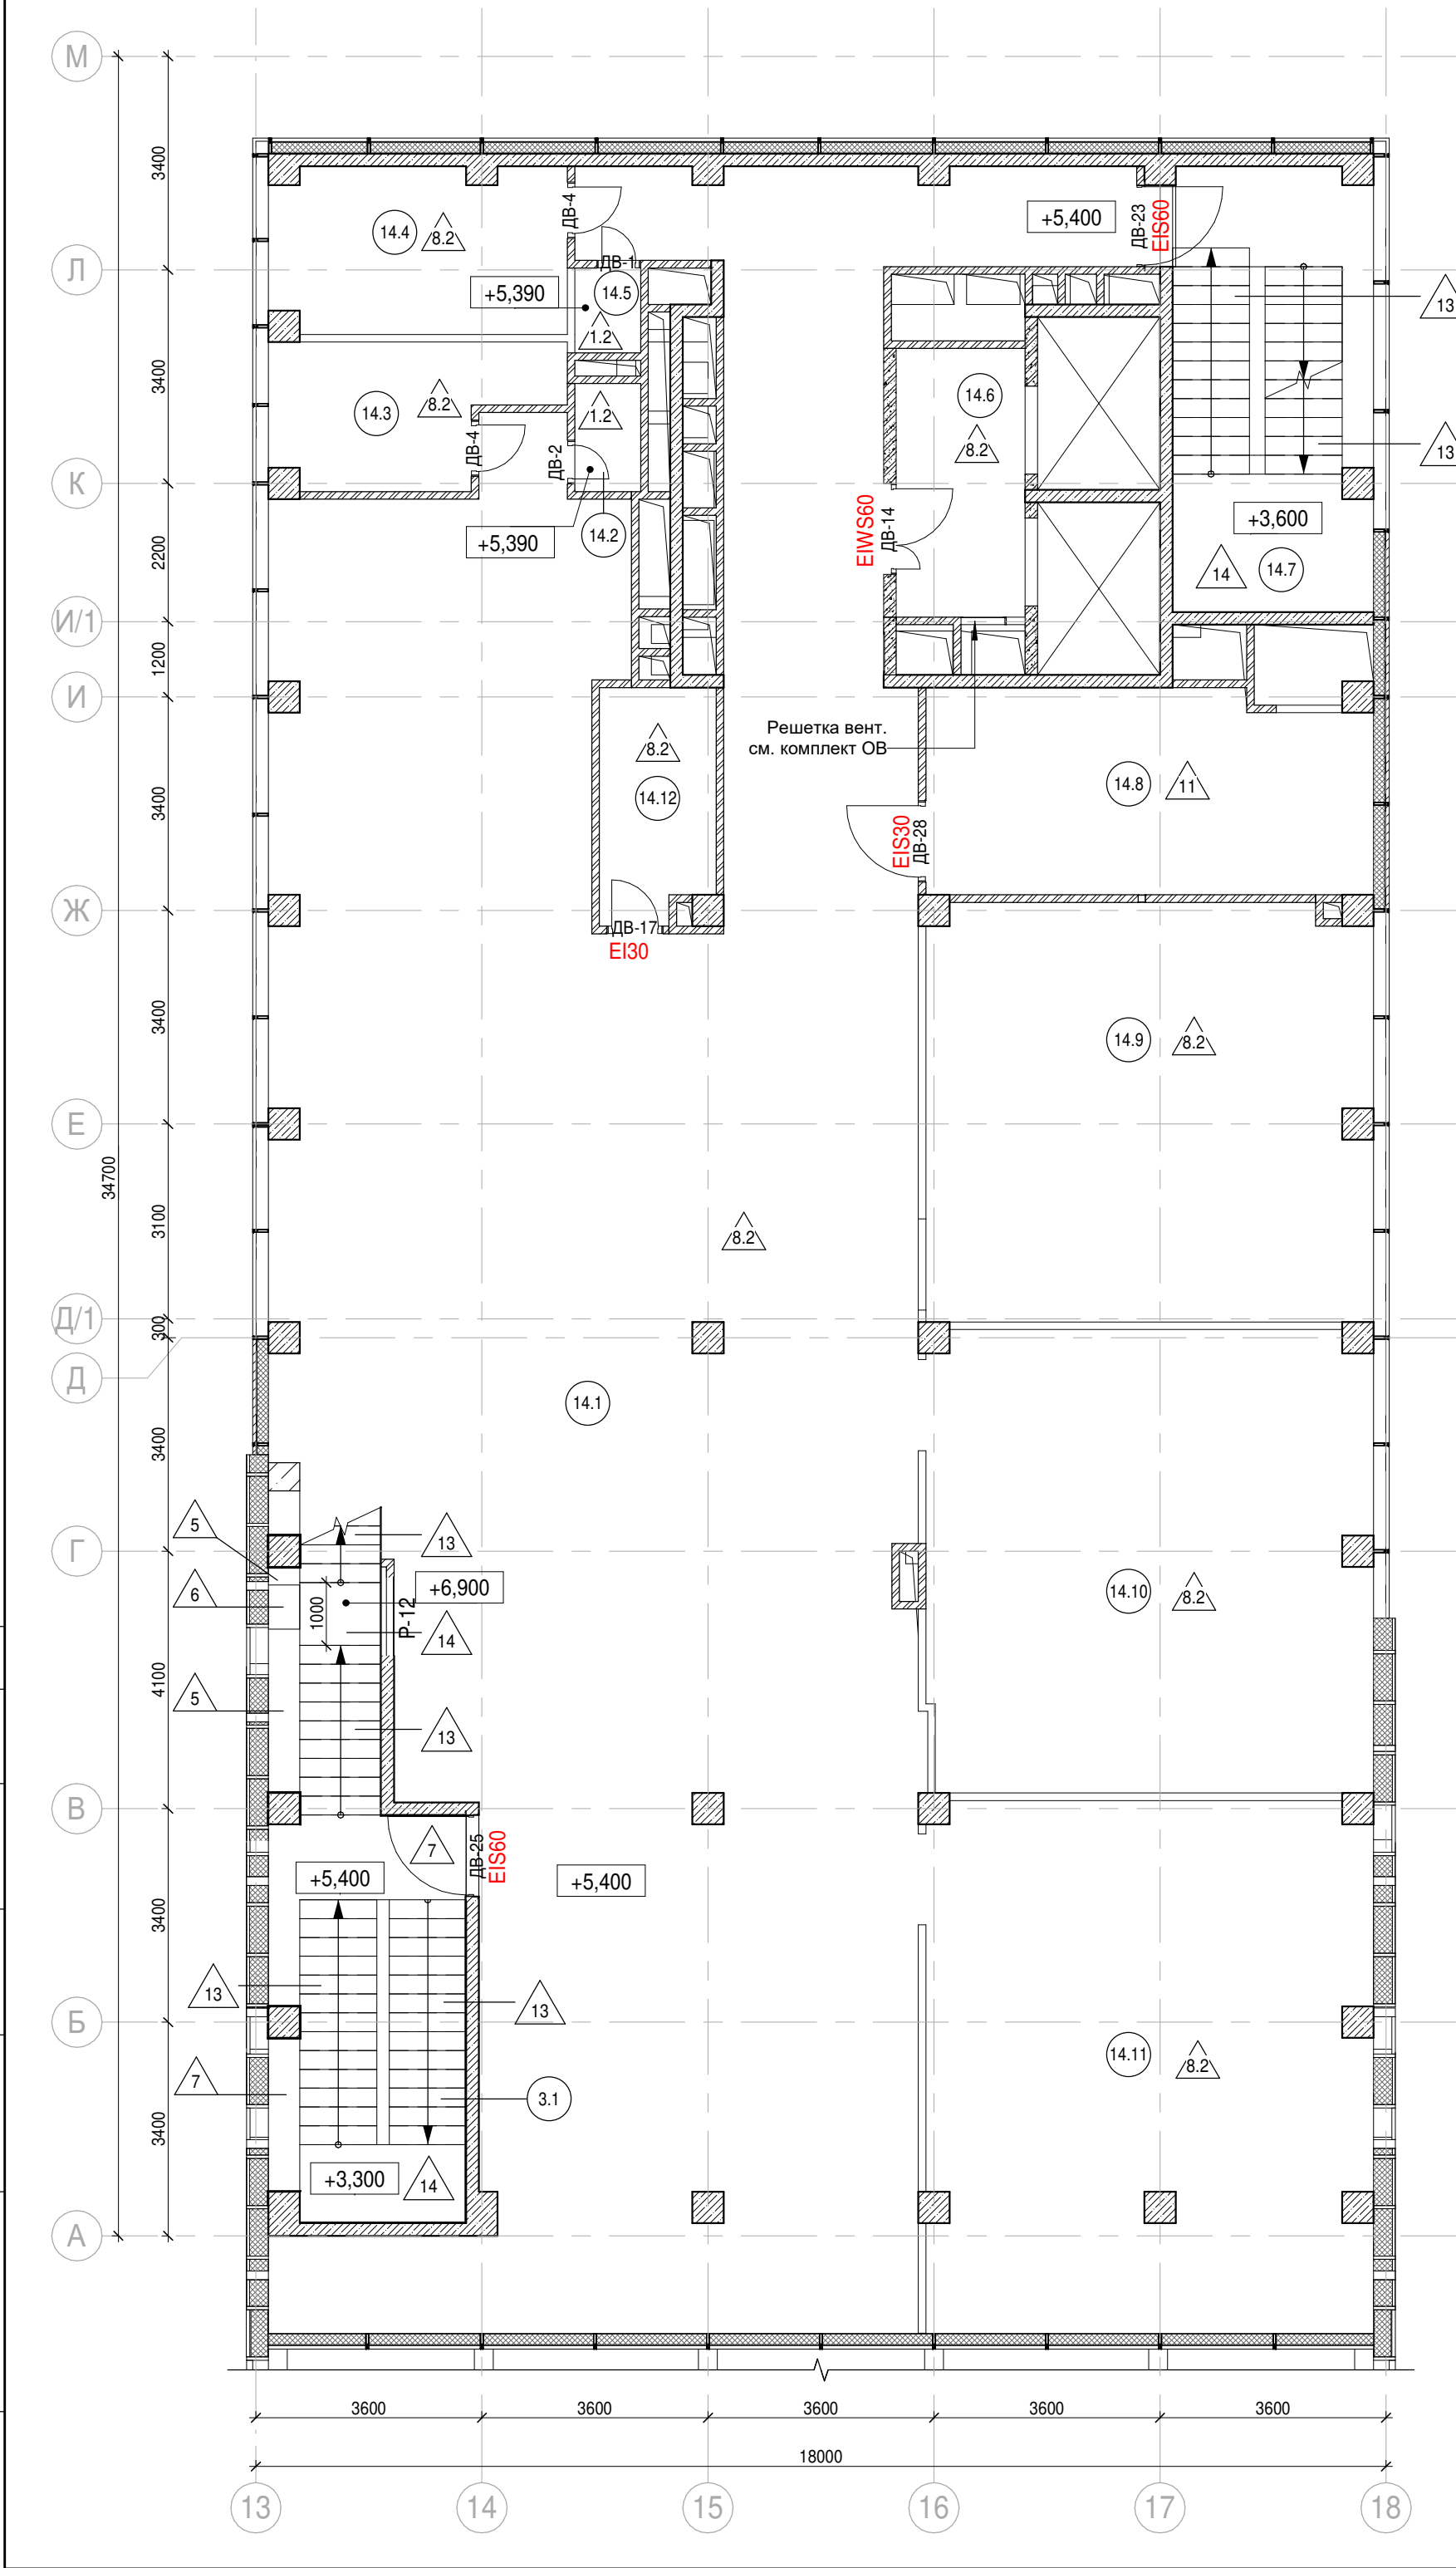 М
3400
14.4
8.2
ДВ-4
+5,400
ДВ-23
EIS60
Л
ДВ-1
+5,390
14.5
1.2
13
3400
14.3
8.2
1.2
14.6
8.2
ДВ-4
ДВ-2
13
К
+5,390
14.2
EIWS60
ДВ-14
+3,600
14
14.7
2200
И/1
1200
И
8.2
Решетка вент.
см. комплект ОВ
14.12
14.8
11
3400
EIS30
ДВ-28
Ж
ДВ-17
EI30
3400
14.9
8.2
Е
34700
3100
8.2
Д/1
300
Д
14.1
3400
5
13
Г
6
+6,900
1000
Р-12
14
14.10
8.2
4100
5
13
В
7
ДВ-25
EIS60
+5,400
+5,400
3400
13
13
Б
14.11
8.2
7
3.1
3400
+3,300
14
А
3600
3600
3600
3600
3600
18000
13
14
15
16
17
18